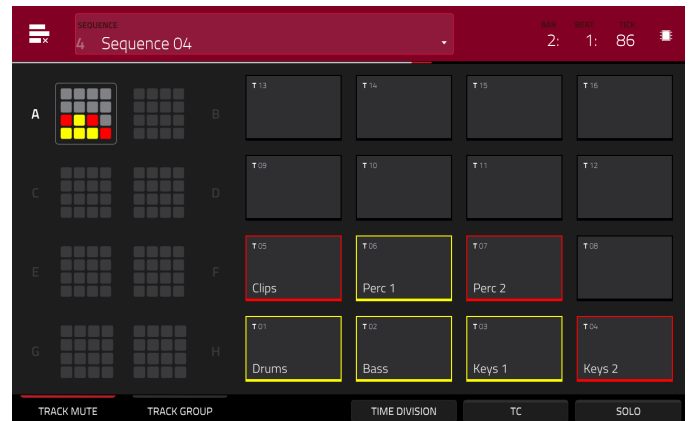 SEQUENCE
4 Sequence 04
BAR BEAT TICK
2: 1: 86
A
B
C
D
E
F
G
H
T 13
T 14
T 15
T 16
T 09
T 10
T 11
T 12
T 05
Clips
T 06
Perc 1
T 07
Perc 2
T 08
T 01
Drums
T 02
Bass
T 03
Keys 1
T 04
Keys 2
TRACK MUTE
TRACK GROUP
TIME DIVISION
TC
SOLO